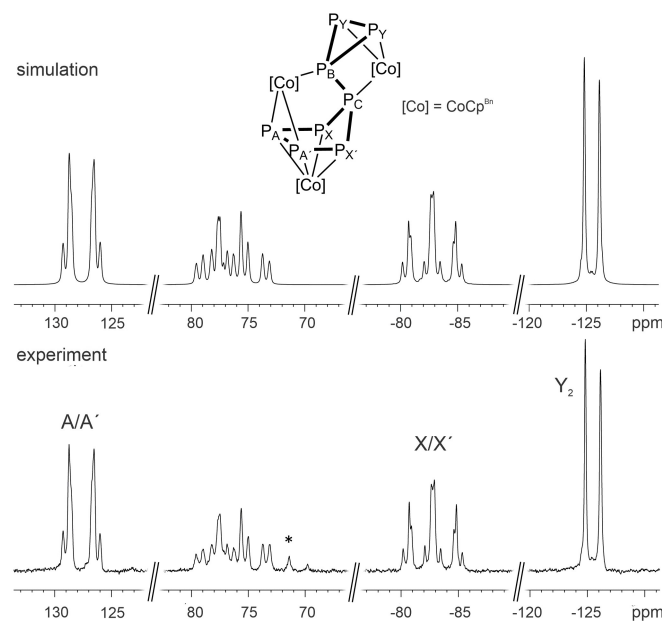 simulation
P_Y P_Y
P_B [Co]
[Co]
P_C
[Co] = CoCp^Bn
P_A P_X
P_A´ P_X´
[Co]
130 125 80 75 70 -80 -85 -120 -125 ppm
experiment
A/A´
X/X´
Y_2
*
130 125 80 75 70 -80 -85 -120 -125 ppm